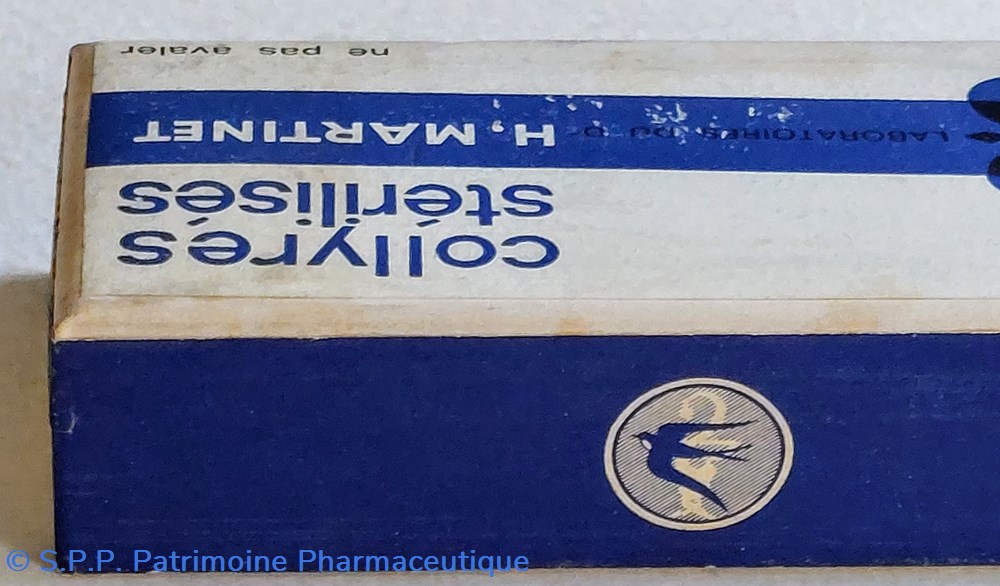 collyres
stérilisés
LABORATOIRES DU Dr H. MARTINET
ne pas avaler
© S.P.P. Patrimoine Pharmaceutique